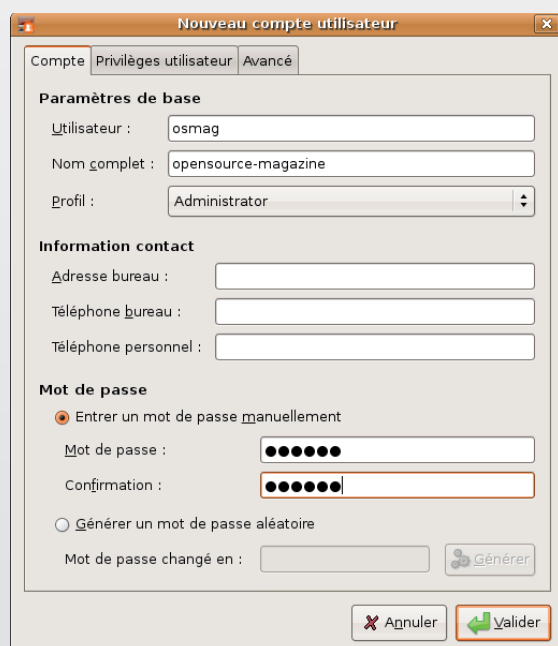 Nouveau compte utilisateur
Compte Privilèges utilisateur Avancé
Paramètres de base
Utilisateur : osmag
Nom complet : opensource-magazine
Profil : Administrator
Information contact
Adresse bureau :
Téléphone bureau :
Téléphone personnel :
Mot de passe
Entrer un mot de passe manuellement
Mot de passe : ●●●●●●
Confirmation : ●●●●●●
Générer un mot de passe aléatoire
Mot de passe changé en : Générer
Annuler Valider